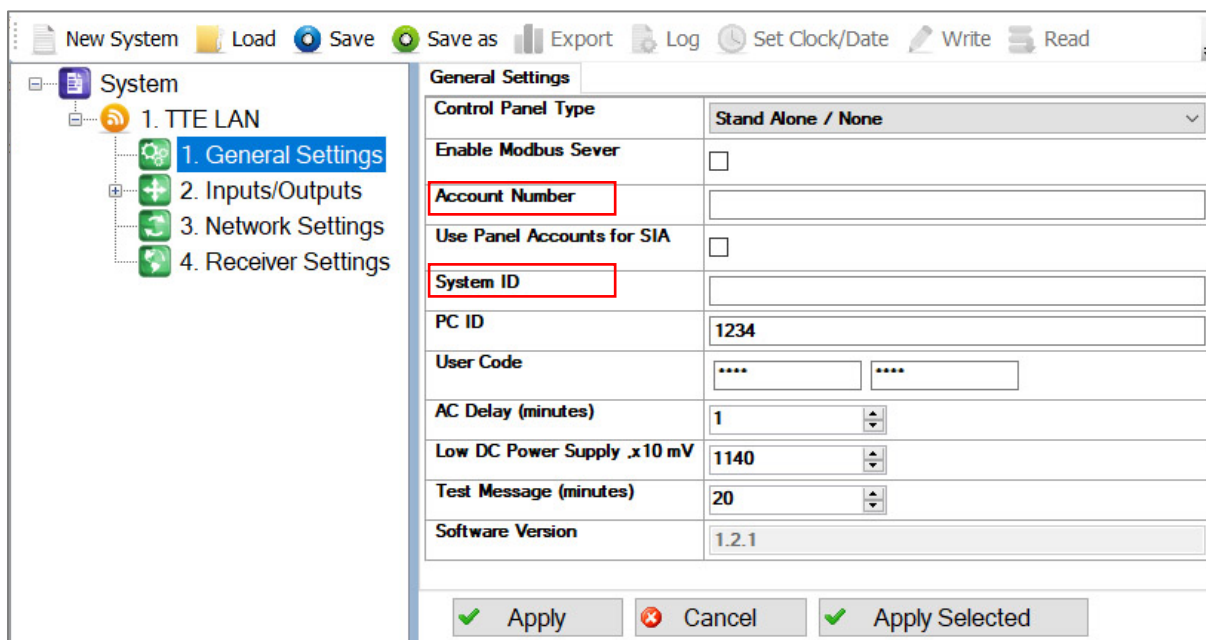 New System Load Save Save as Export Log Set Clock/Date Write Read
System
1. TTE LAN
1. General Settings
2. Inputs/Outputs
3. Network Settings
4. Receiver Settings
General Settings
Control Panel Type Stand Alone / None
Enable Modbus Sever
Account Number
Use Panel Accounts for SIA
System ID
PC ID 1234
User Code **** ****
AC Delay (minutes) 1
Low DC Power Supply ,x10 mV 1140
Test Message (minutes) 20
Software Version 1.2.1
Apply Cancel Apply Selected